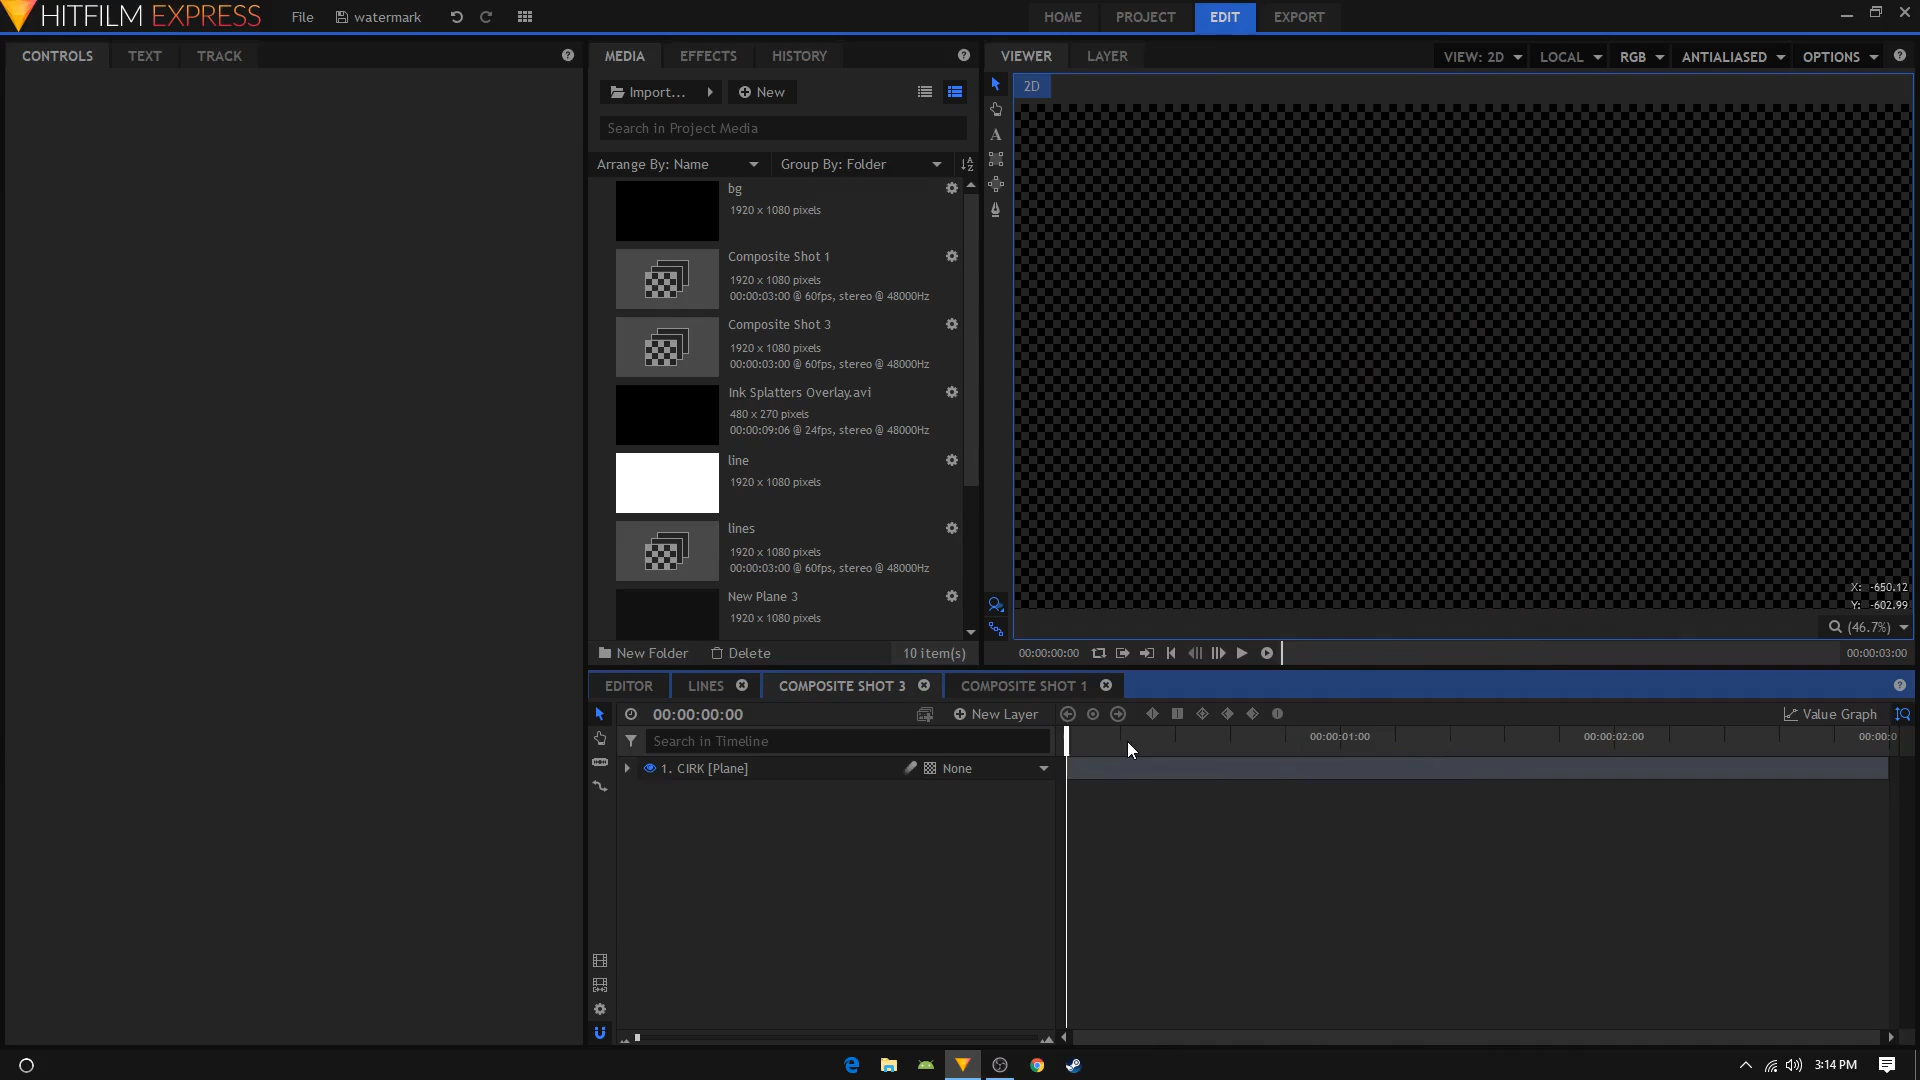 HITFILM EXPRESS File watermark HOME PROJECT EDIT EXPORT
CONTROLS TEXT TRACK
MEDIA EFFECTS HISTORY
VIEWER LAYER VIEW: 2D LOCAL RGB ANTIALIASED OPTIONS
2D
Import... New
Search in Project Media
Arrange By: Name Group By: Folder
bg
1920 x 1080 pixels
Composite Shot 1
1920 x 1080 pixels
00:00:03:00 @ 60fps, stereo @ 48000Hz
Composite Shot 3
1920 x 1080 pixels
00:00:03:00 @ 60fps, stereo @ 48000Hz
Ink Splatters Overlay.avi
480 x 270 pixels
00:00:09:06 @ 24fps, stereo @ 48000Hz
line
1920 x 1080 pixels
lines
1920 x 1080 pixels
00:00:03:00 @ 60fps, stereo @ 48000Hz
New Plane 3
1920 x 1080 pixels
New Folder Delete 10 item(s)
X: -650.12
Y: -602.99
(46.7%)
00:00:00:00 00:00:03:00
EDITOR LINES COMPOSITE SHOT 3 COMPOSITE SHOT 1
00:00:00:00 New Layer Value Graph
Search in Timeline
00:00:01:00 00:00:02:00 00:00:0
1. CIRK [Plane] None
3:14 PM